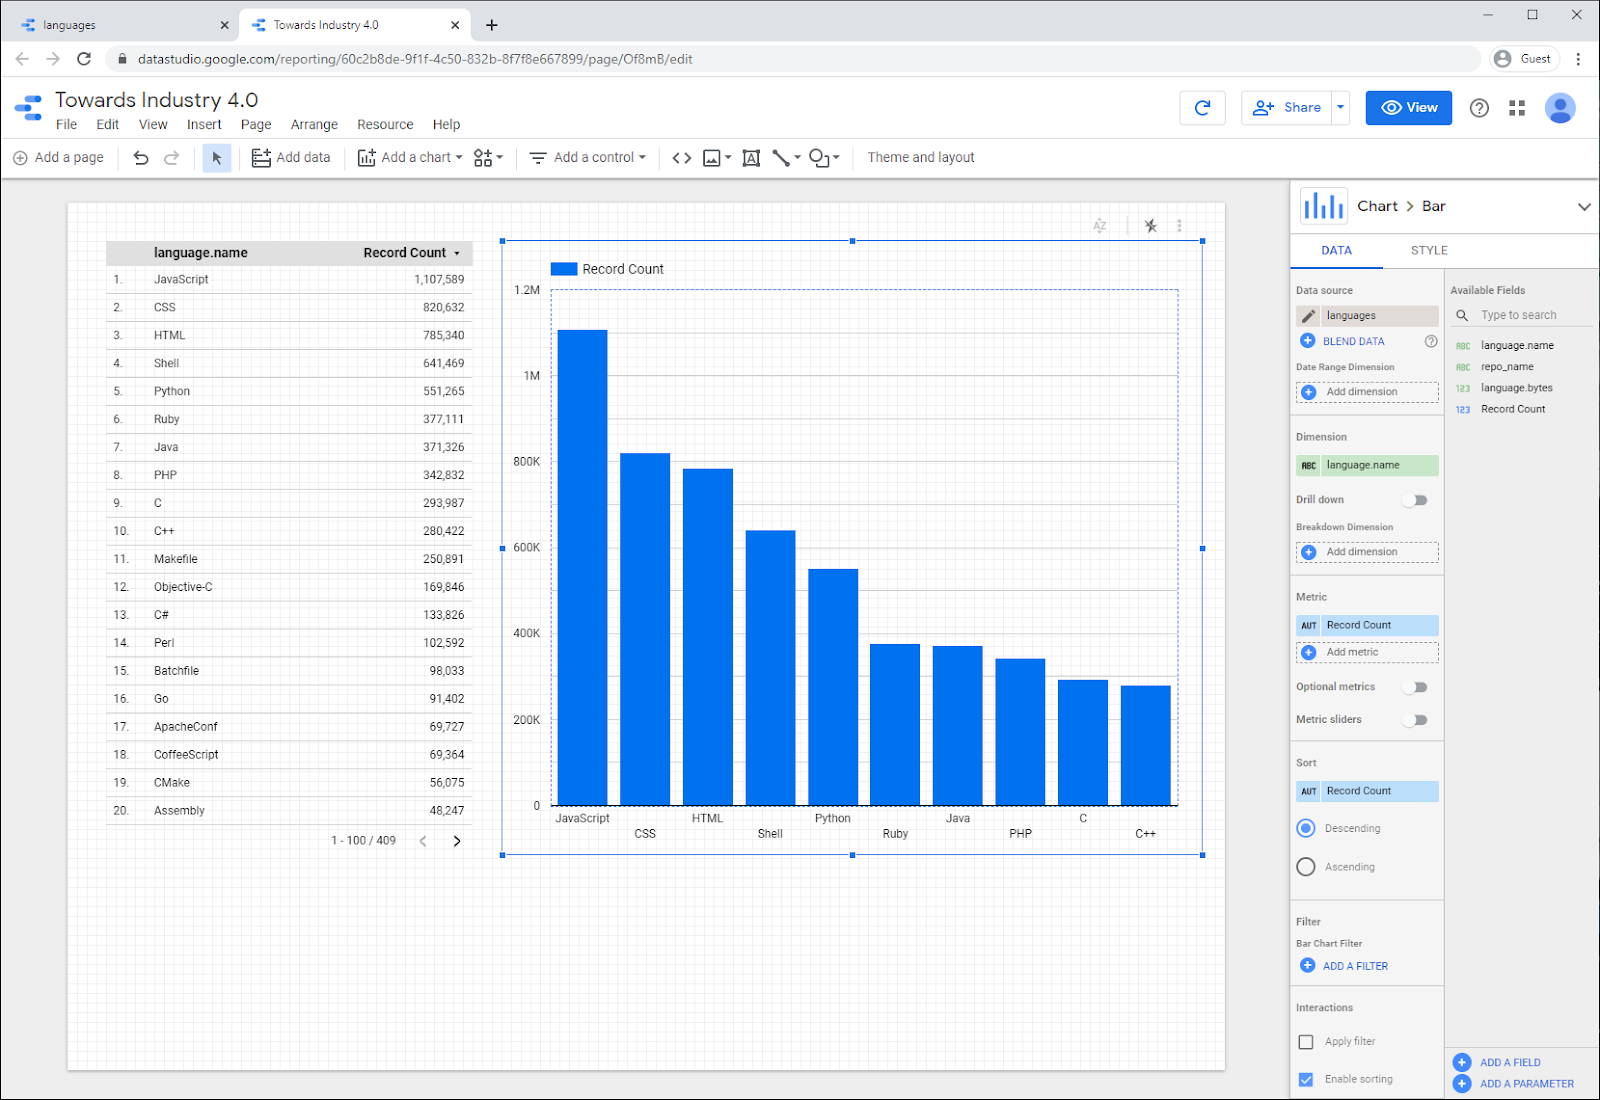 languages
Towards Industry 4.0
datastudio.google.com/reporting/60c2b8de-9f1f-4c50-832b-8f7f8e667899/page/Of8mB/edit
Guest
Towards Industry 4.0
File Edit View Insert Page Arrange Resource Help
Share
View
Add a page
Add data
Add a chart
Add a control
Theme and layout
language.name Record Count
1. JavaScript 1,107,589
2. CSS 820,632
3. HTML 785,340
4. Shell 641,469
5. Python 551,265
6. Ruby 377,111
7. Java 371,326
8. PHP 342,832
9. C 293,987
10. C++ 280,422
11. Makefile 250,891
12. Objective-C 169,846
13. C# 133,826
14. Perl 102,592
15. Batchfile 98,033
16. Go 91,402
17. ApacheConf 69,727
18. CoffeeScript 69,364
19. CMake 56,075
20. Assembly 48,247
1 - 100 / 409
AZ
Record Count
1.2M
1M
800K
600K
400K
200K
0
JavaScript HTML Python Java C
CSS Shell Ruby PHP C++
Chart Bar
DATA STYLE
Data source
languages
BLEND DATA
Date Range Dimension
Add dimension
Dimension
ABC language.name
Drill down
Breakdown Dimension
Add dimension
Metric
AUT Record Count
Add metric
Optional metrics
Metric sliders
Sort
AUT Record Count
Descending
Ascending
Filter
Bar Chart Filter
ADD A FILTER
Interactions
Apply filter
Enable sorting
Available Fields
Type to search
ABC language.name
ABC repo_name
123 language.bytes
123 Record Count
ADD A FIELD
ADD A PARAMETER